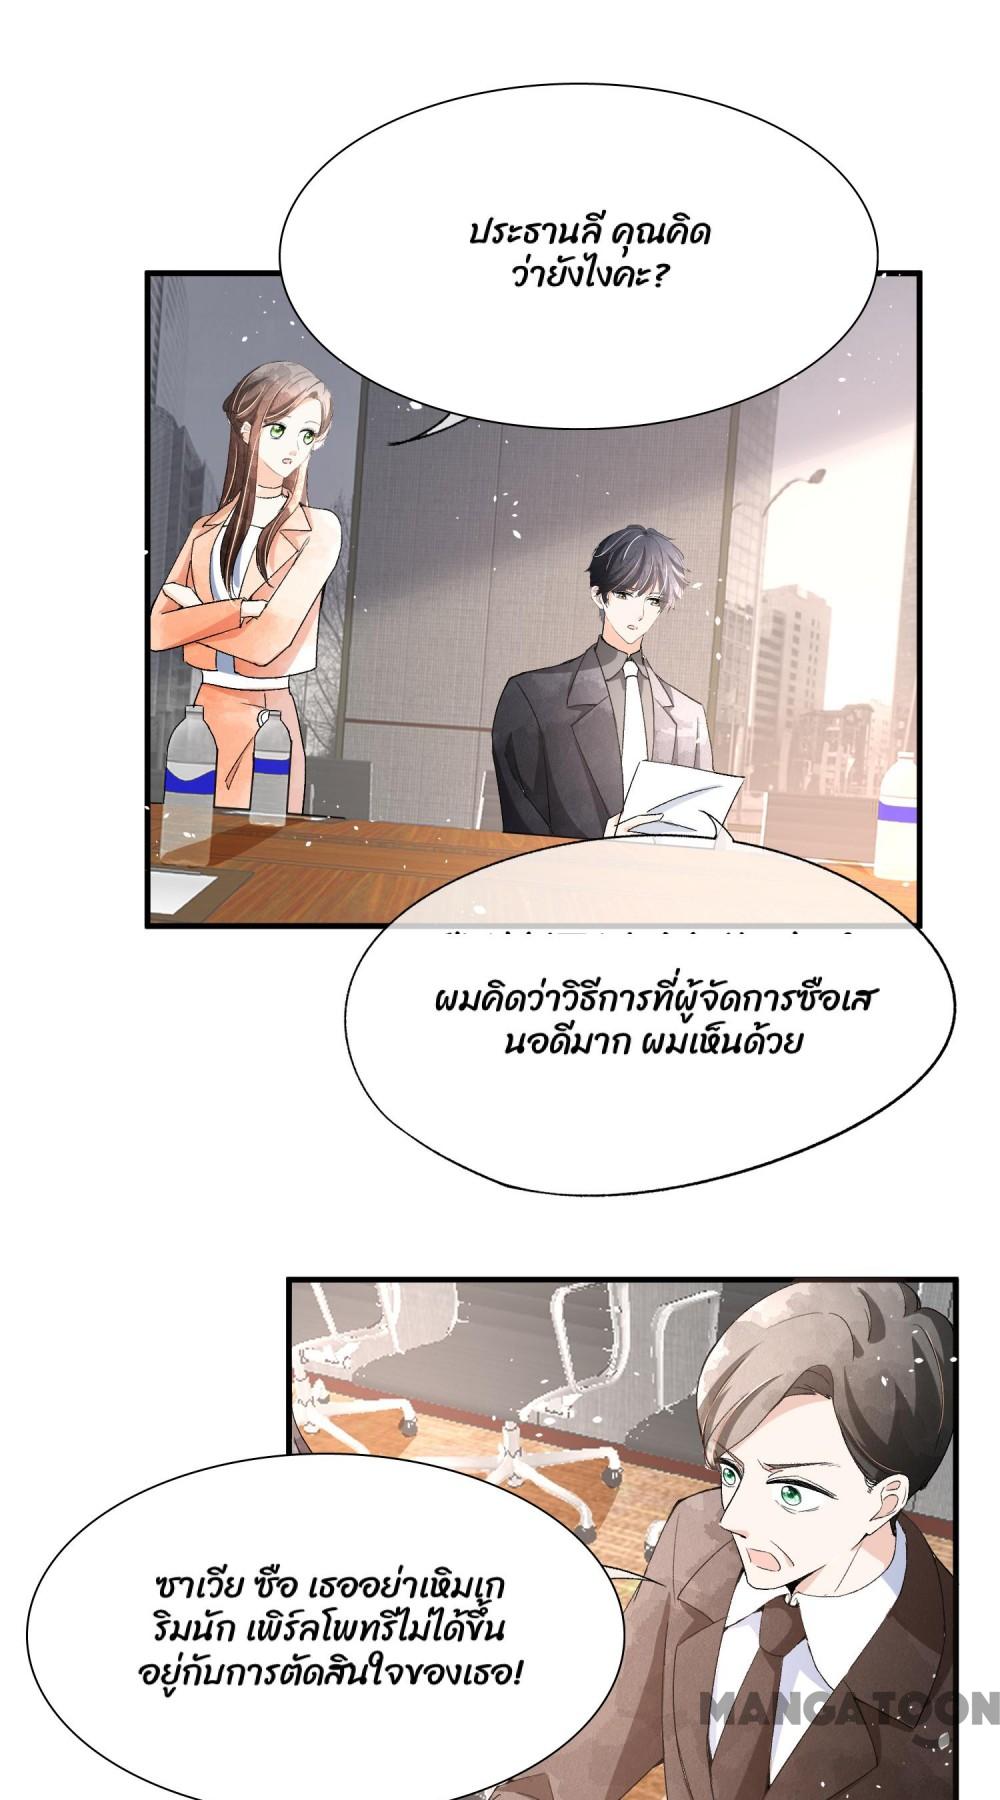 ประธานลี คุณคิด
ว่ายังไงคะ?
ผมคิดว่าวิธีการที่ผู้จัดการซือเส
นอดีมาก ผมเห็นด้วย
ซาเวีย ซือ เธออย่าเหิมเก
ริมนัก เพิร์ลโพทรีไม่ได้ขึ้น
อยู่กับการตัดสินใจของเธอ!
MANGATOON